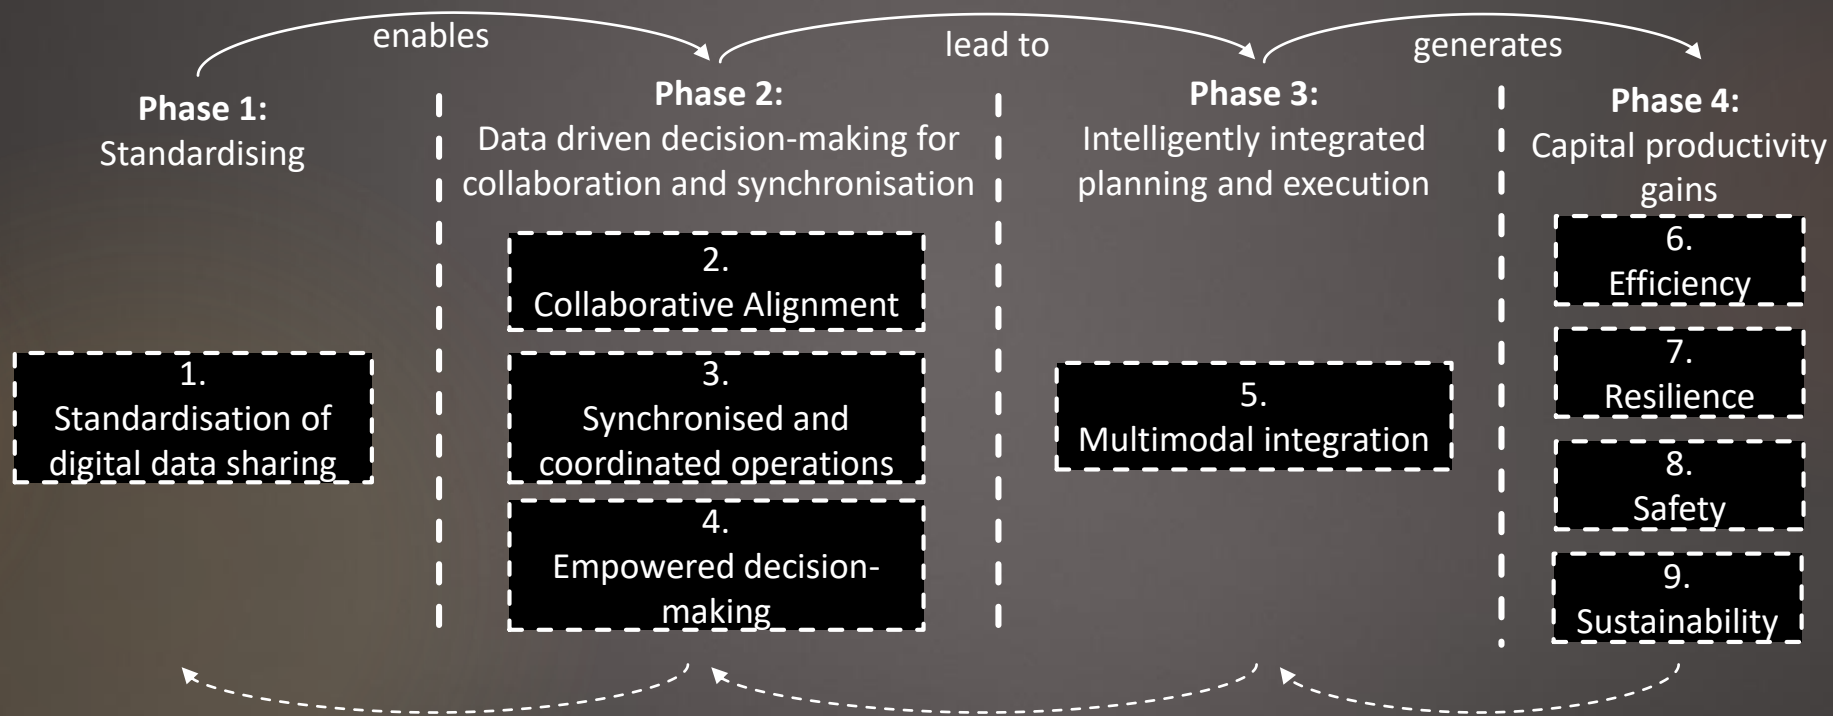 enables
lead to
generates
Phase 1:
Standardising
Phase 2:
Data driven decision-making for
collaboration and synchronisation
Phase 3:
Intelligently integrated
planning and execution
Phase 4:
Capital productivity
gains
1.
Standardisation of
digital data sharing
2.
Collaborative Alignment
3.
Synchronised and
coordinated operations
4.
Empowered decision-
making
5.
Multimodal integration
6.
Efficiency
7.
Resilience
8.
Safety
9.
Sustainability